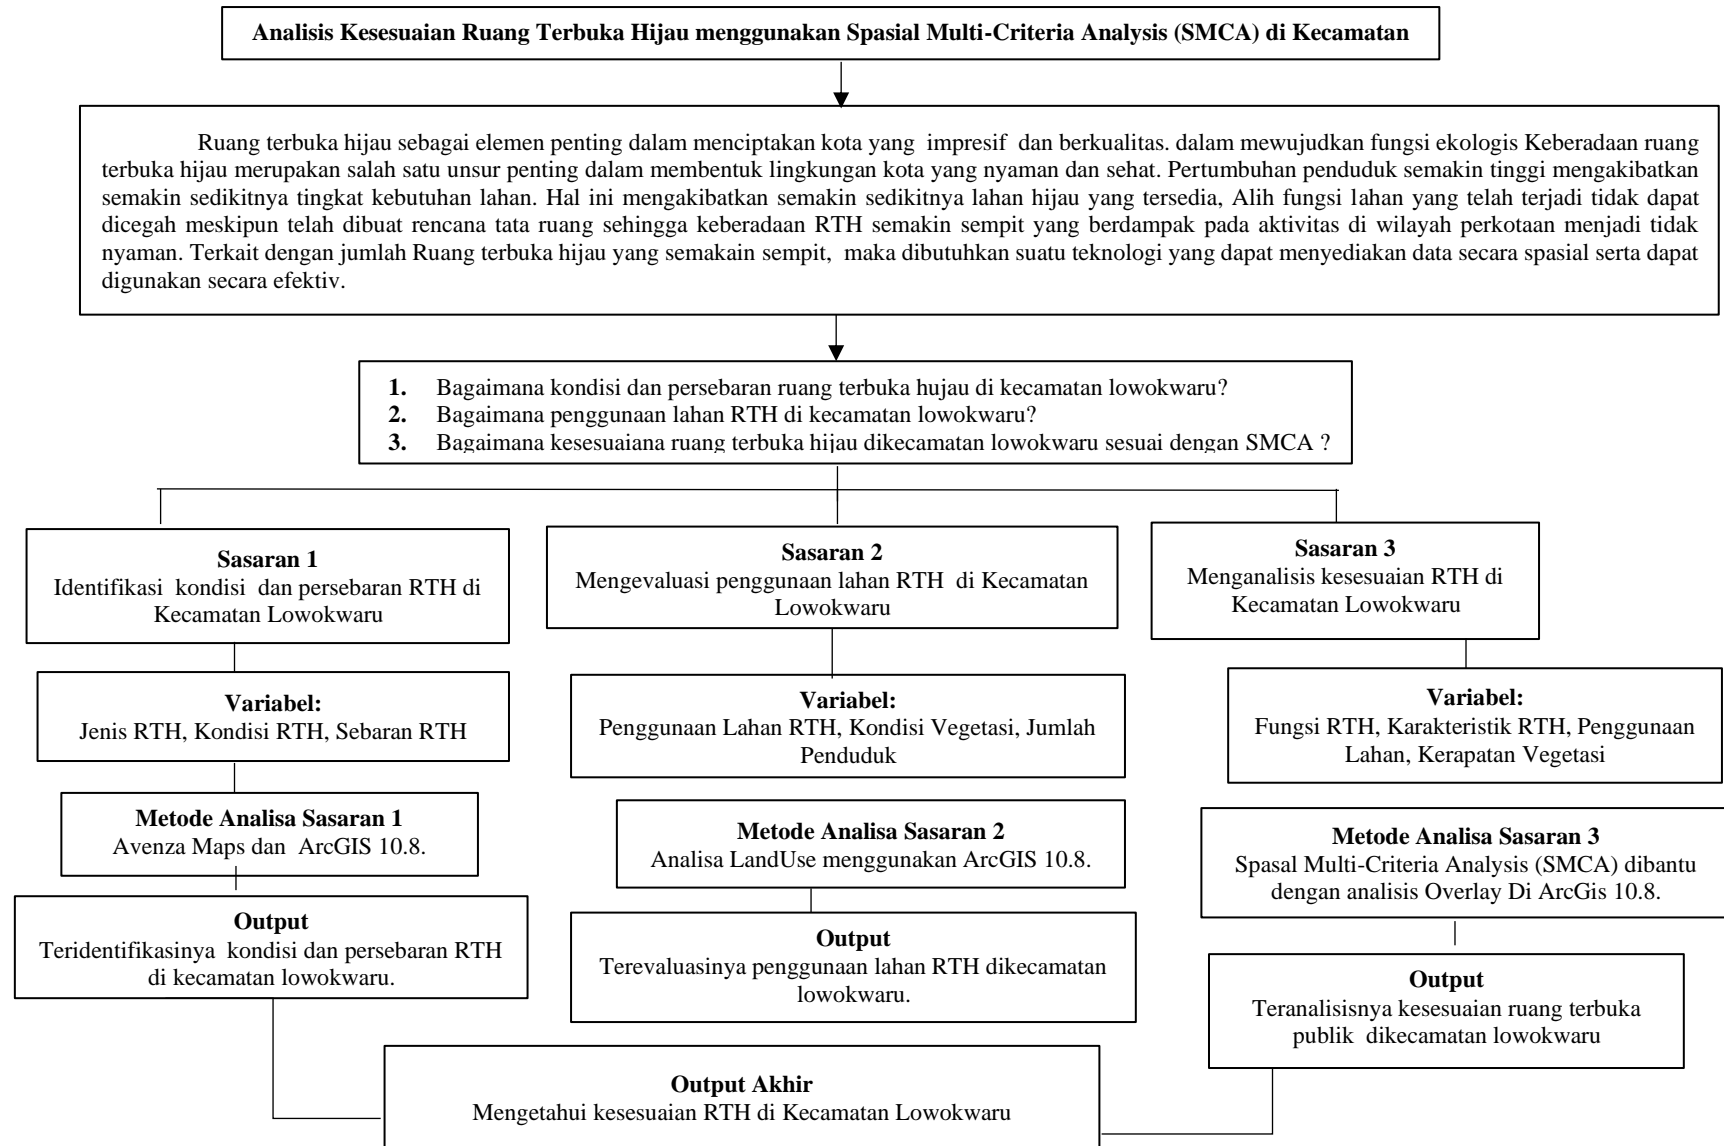 Analisis Kesesuaian Ruang Terbuka Hijau menggunakan Spasial Multi-Criteria Analysis (SMCA) di Kecamatan
Ruang terbuka hijau sebagai elemen penting dalam menciptakan kota yang impresif dan berkualitas. dalam mewujudkan fungsi ekologis Keberadaan ruang
terbuka hijau merupakan salah satu unsur penting dalam membentuk lingkungan kota yang nyaman dan sehat. Pertumbuhan penduduk semakin tinggi mengakibatkan
semakin sedikitnya tingkat kebutuhan lahan. Hal ini mengakibatkan semakin sedikitnya lahan hijau yang tersedia, Alih fungsi lahan yang telah terjadi tidak dapat
dicegah meskipun telah dibuat rencana tata ruang sehingga keberadaan RTH semakin sempit yang berdampak pada aktivitas di wilayah perkotaan menjadi tidak
nyaman. Terkait dengan jumlah Ruang terbuka hijau yang semakain sempit, maka dibutuhkan suatu teknologi yang dapat menyediakan data secara spasial serta dapat
digunakan secara efektiv.
1. Bagaimana kondisi dan persebaran ruang terbuka hujau di kecamatan lowokwaru?
2. Bagaimana penggunaan lahan RTH di kecamatan lowokwaru?
3. Bagaimana kesesuaiana ruang terbuka hijau dikecamatan lowokwaru sesuai dengan SMCA ?
Sasaran 1
Identifikasi kondisi dan persebaran RTH di
Kecamatan Lowokwaru
Sasaran 2
Mengevaluasi penggunaan lahan RTH di Kecamatan
Lowokwaru
Sasaran 3
Menganalisis kesesuaian RTH di
Kecamatan Lowokwaru
Variabel:
Jenis RTH, Kondisi RTH, Sebaran RTH
Variabel:
Penggunaan Lahan RTH, Kondisi Vegetasi, Jumlah
Penduduk
Variabel:
Fungsi RTH, Karakteristik RTH, Penggunaan
Lahan, Kerapatan Vegetasi
Metode Analisa Sasaran 1
Avenza Maps dan ArcGIS 10.8.
Metode Analisa Sasaran 2
Analisa LandUse menggunakan ArcGIS 10.8.
Metode Analisa Sasaran 3
Spasal Multi-Criteria Analysis (SMCA) dibantu
dengan analisis Overlay Di ArcGis 10.8.
Output
Teridentifikasinya kondisi dan persebaran RTH
di kecamatan lowokwaru.
Output
Terevaluasinya penggunaan lahan RTH dikecamatan
lowokwaru.
Output
Teranalisisnya kesesuaian ruang terbuka
publik dikecamatan lowokwaru
Output Akhir
Mengetahui kesesuaian RTH di Kecamatan Lowokwaru